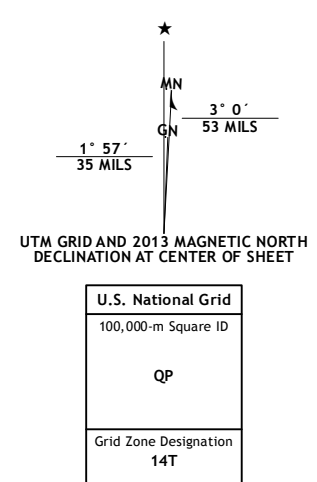 ★
MN
GN
3° 0´
53 MILS
1° 57´
35 MILS
UTM GRID AND 2013 MAGNETIC NORTH
DECLINATION AT CENTER OF SHEET
U.S. National Grid
100,000-m Square ID
QP
Grid Zone Designation
14T